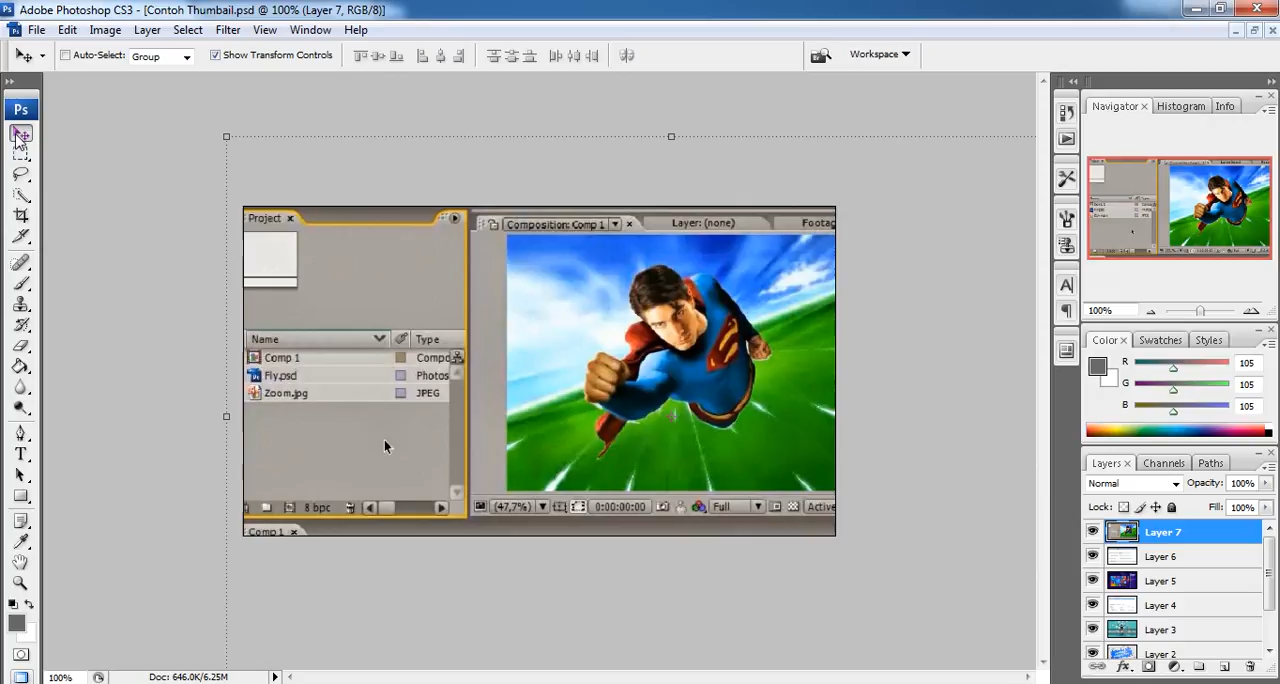 Adobe Photoshop CS3 - [Contoh Thumbail.psd @ 100% (Layer 7, RGB/8)]
File Edit Image Layer Select Filter View Window Help
Auto-Select: Group Show Transform Controls Workspace
Ps
Navigator Histogram Info
Project
Composition: Comp 1 Layer: (none) Footag
Name Type
Comp 1 Compo
Fly.psd Photos
Zoom.jpg JPEG
8 bpc (47,7%) 0:00:00:00 Full Active
Comp 1
100%
Color Swatches Styles
R 105
G 105
B 105
Layers Channels Paths
Normal Opacity: 100%
Lock: Fill: 100%
Layer 7
Layer 6
Layer 5
Layer 4
Layer 3
Layer 2
100% Doc: 646.0K/6.25M